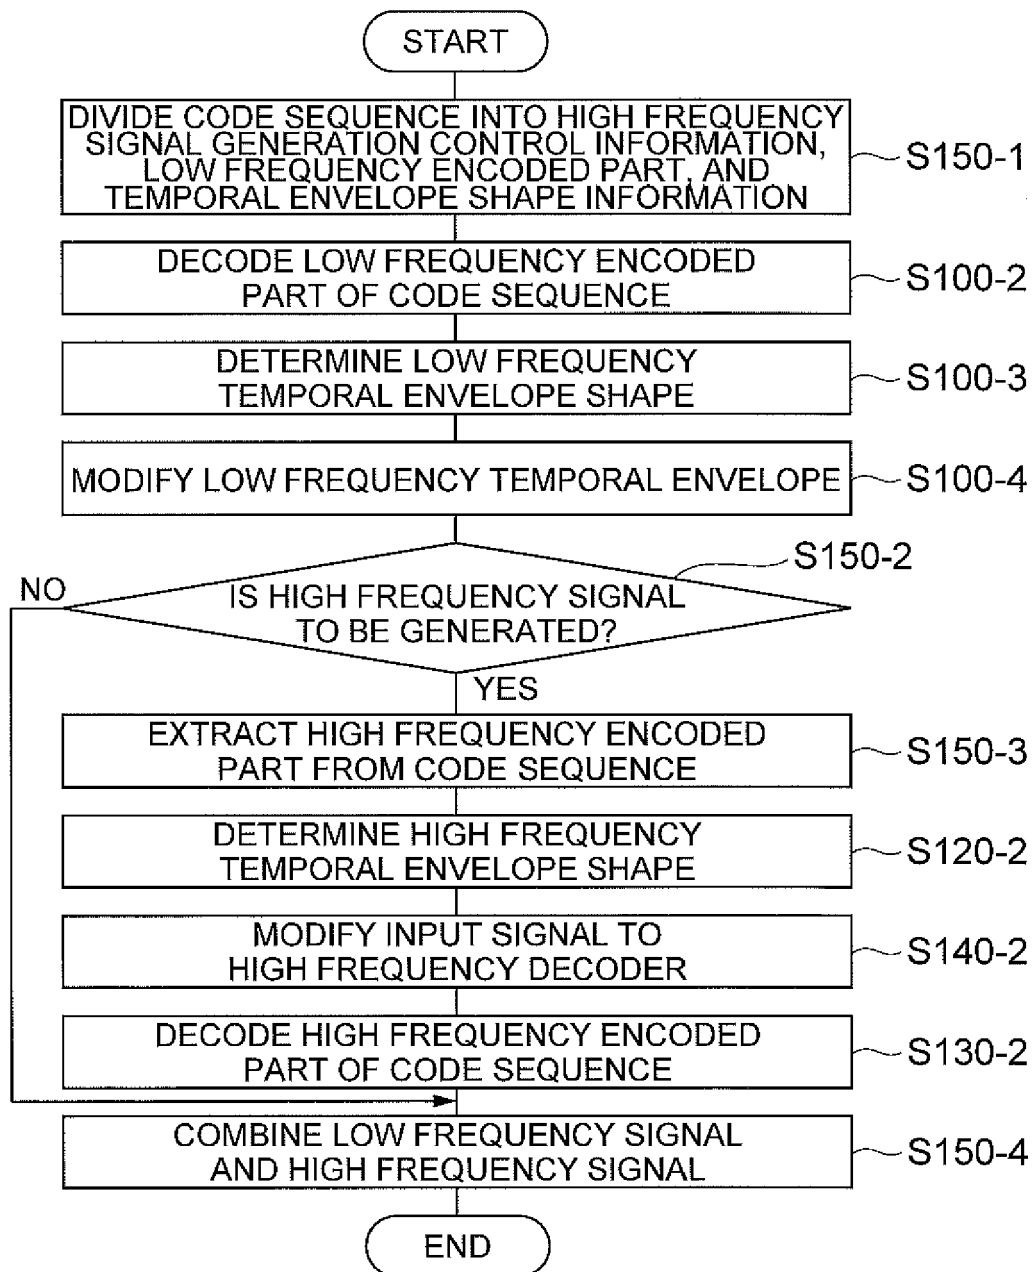 START
DIVIDE CODE SEQUENCE INTO HIGH FREQUENCY
SIGNAL GENERATION CONTROL INFORMATION,
LOW FREQUENCY ENCODED PART, AND
TEMPORAL ENVELOPE SHAPE INFORMATION
S150-1
DECODE LOW FREQUENCY ENCODED
PART OF CODE SEQUENCE
S100-2
DETERMINE LOW FREQUENCY
TEMPORAL ENVELOPE SHAPE
S100-3
MODIFY LOW FREQUENCY TEMPORAL ENVELOPE
S100-4
S150-2
NO
IS HIGH FREQUENCY SIGNAL
TO BE GENERATED?
YES
EXTRACT HIGH FREQUENCY ENCODED
PART FROM CODE SEQUENCE
S150-3
DETERMINE HIGH FREQUENCY
TEMPORAL ENVELOPE SHAPE
S120-2
MODIFY INPUT SIGNAL TO
HIGH FREQUENCY DECODER
S140-2
DECODE HIGH FREQUENCY ENCODED
PART OF CODE SEQUENCE
S130-2
COMBINE LOW FREQUENCY SIGNAL
AND HIGH FREQUENCY SIGNAL
S150-4
END